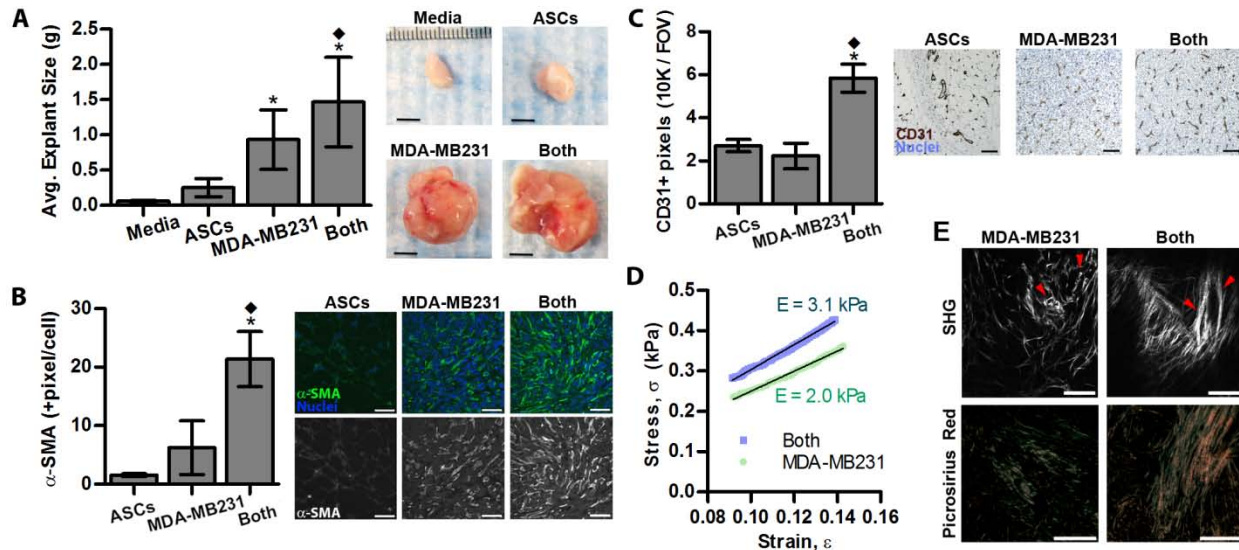 A
Avg. Explant Size (g)
2.5
2.0
1.5
1.0
0.5
0.0
*
◆
*
Media
ASCs
MDA-MB231
Both
Media
ASCs
MDA-MB231
Both
B
α-SMA (+pixel/cell)
30
20
10
0
◆
*
ASCs
MDA-MB231
Both
ASCs
MDA-MB231
Both
α-SMA
Nuclei
α-SMA
C
CD31+ pixels (10K / FOV)
8
6
4
2
0
◆
*
ASCs
MDA-MB231
Both
ASCs
MDA-MB231
Both
CD31
Nuclei
D
Stress, σ (kPa)
0.5
0.4
0.3
0.2
0.1
0.0
E = 3.1 kPa
E = 2.0 kPa
Both
MDA-MB231
0.08 0.10 0.12 0.14 0.16
Strain, ε
E
MDA-MB231
Both
SHG
Picrosirius Red